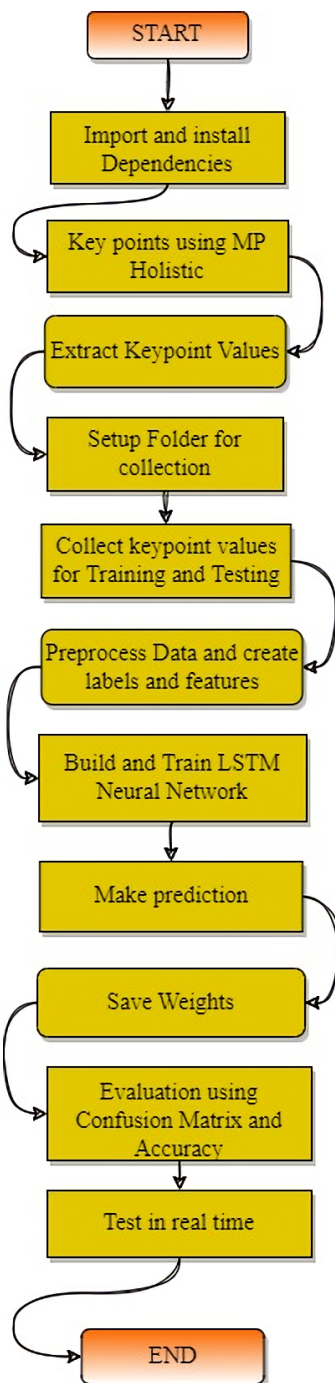 START
Import and install
Dependencies
Key points using MP
Holistic
Extract Keypoint Values
Setup Folder for
collection
Collect keypoint values
for Training and Testing
Preprocess Data and create
labels and features
Build and Train LSTM
Neural Network
Make prediction
Save Weights
Evaluation using
Confusion Matrix and
Accuracy
Test in real time
END